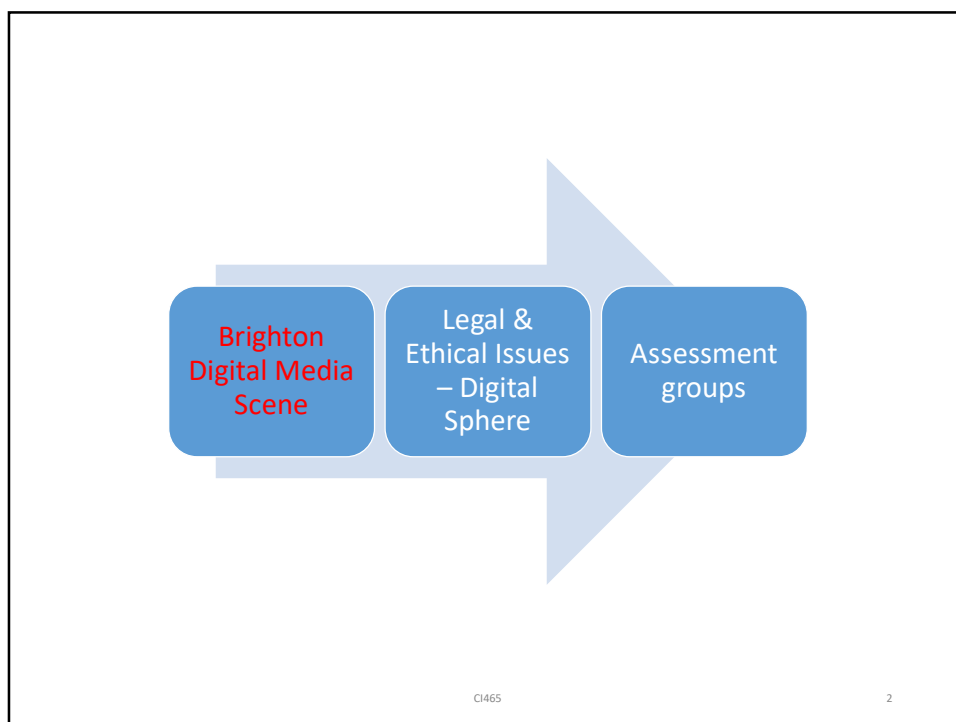 Brighton
Digital Media
Scene
Legal &
Ethical Issues
– Digital
Sphere
Assessment
groups
CI465
2